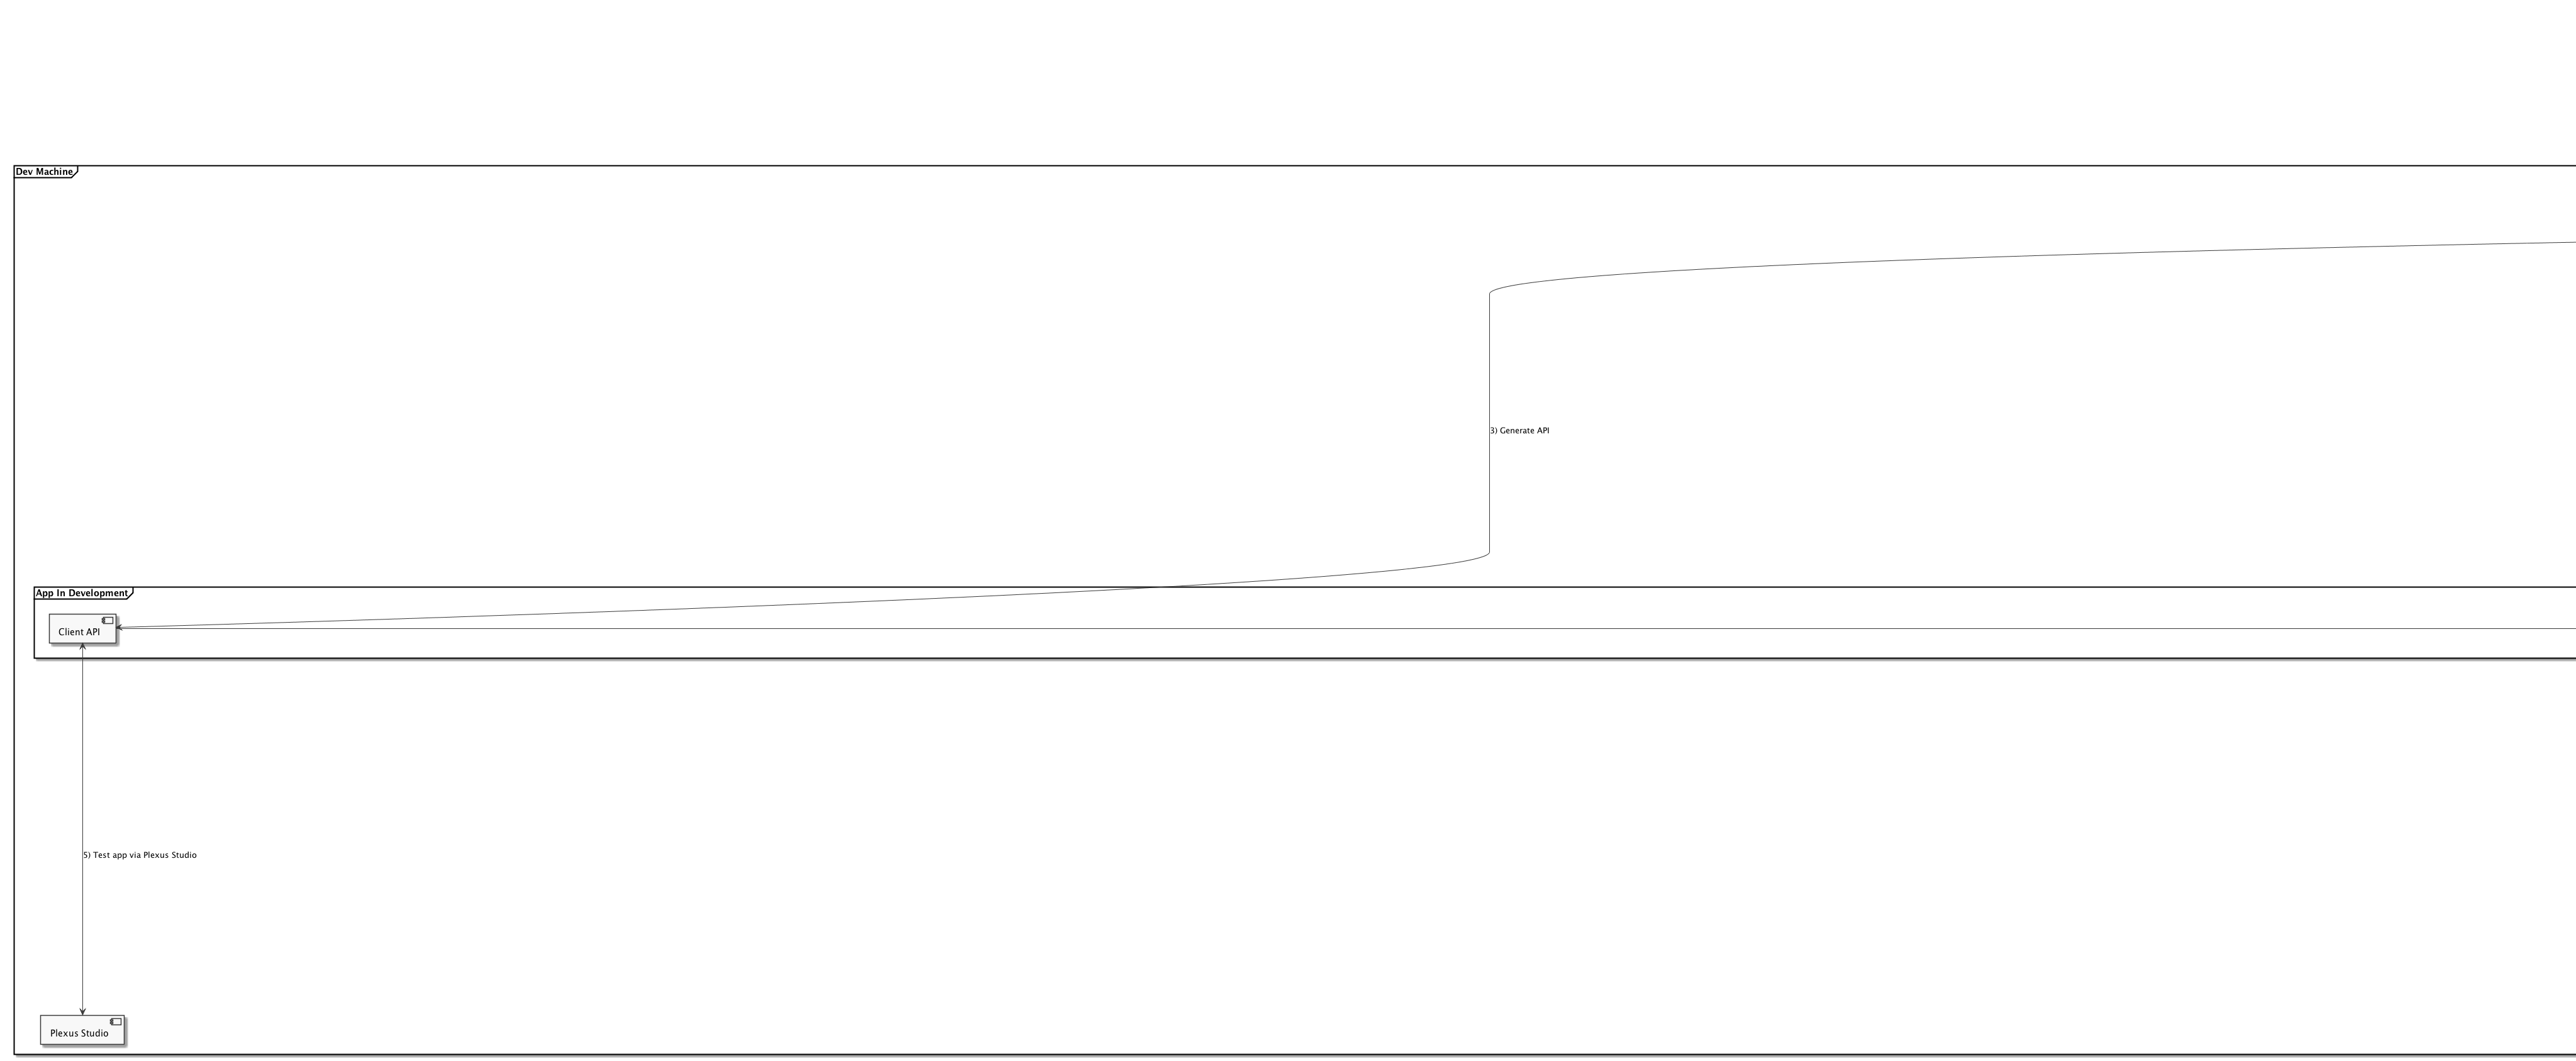 Dev Machine
3) Generate API
App In Development
Client API
5) Test app via Plexus Studio
Plexus Studio